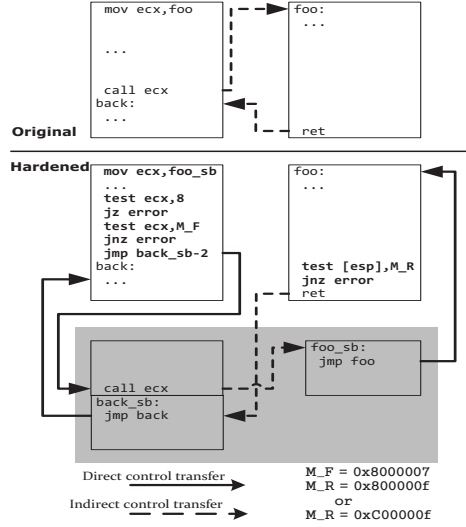 mov ecx,foo
...
call ecx
back:
...
foo:
...
ret
Original
Hardened
mov ecx,foo_sb
...
test ecx,8
jz error
test ecx,M_F
jnz error
jmp back_sb-2
back:
...
foo:
...
test [esp],M_R
jnz error
ret
call ecx
back_sb:
jmp back
foo_sb:
jmp foo
Direct control transfer
Indirect control transfer
M_F = 0x8000007
M_R = 0x800000f
or
M_R = 0xC00000f